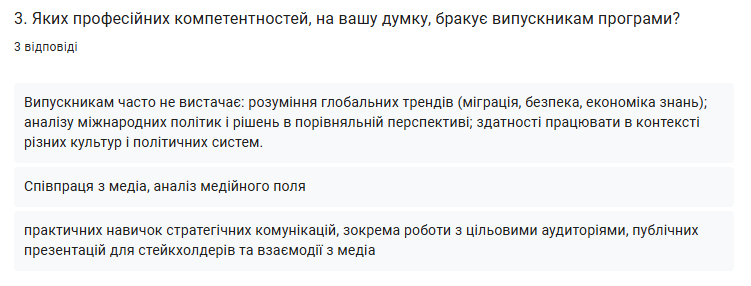 3. Яких професійних компетентностей, на вашу думку, бракує випускникам програми?
3 відповіді
Випускникам часто не вистачає: розуміння глобальних трендів (міграція, безпека, економіка знань);
аналізу міжнародних політик і рішень в порівняльній перспективі; здатності працювати в контексті
різних культур і політичних систем.
Співпраця з медіа, аналіз медійного поля
практичних навичок стратегічних комунікацій, зокрема роботи з цільовими аудиторіями, публічних
презентацій для стейкхолдерів та взаємодії з медіа